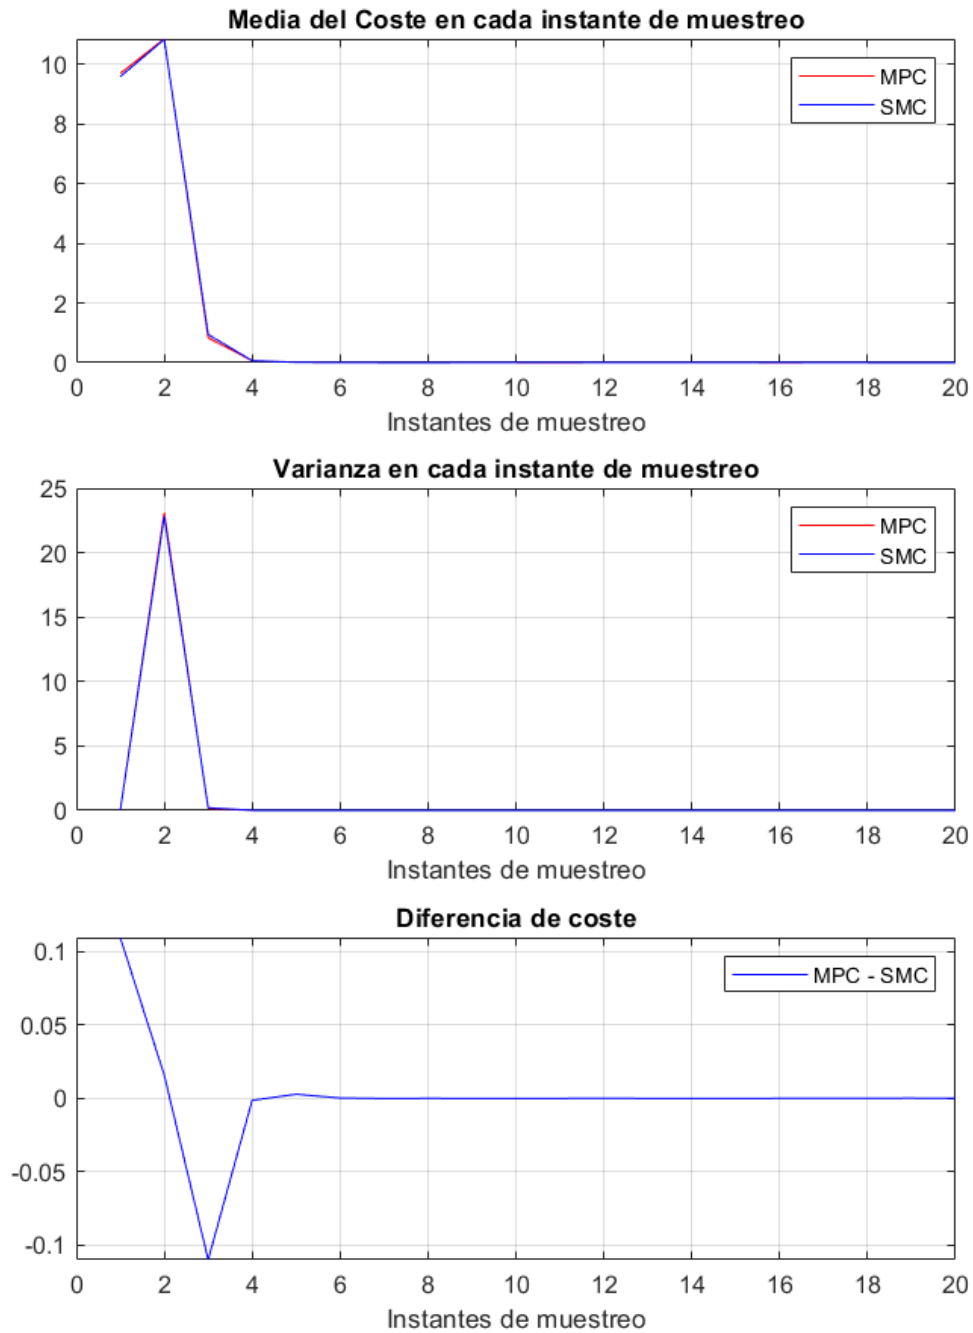 Media del Coste en cada instante de muestreo
10
8
6
4
2
0
MPC
SMC
0 2 4 6 8 10 12 14 16 18 20
Instantes de muestreo
Varianza en cada instante de muestreo
25
20
15
10
5
0
MPC
SMC
0 2 4 6 8 10 12 14 16 18 20
Instantes de muestreo
Diferencia de coste
0.1
0.05
0
-0.05
-0.1
MPC - SMC
0 2 4 6 8 10 12 14 16 18 20
Instantes de muestreo